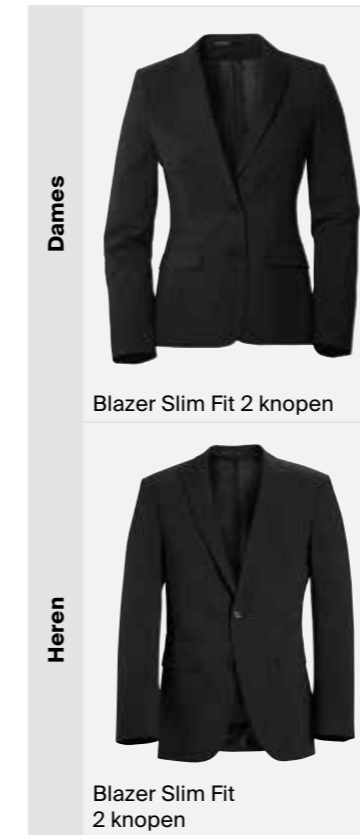 Dames
Blazer Slim Fit 2 knopen
Heren
Blazer Slim Fit
2 knopen